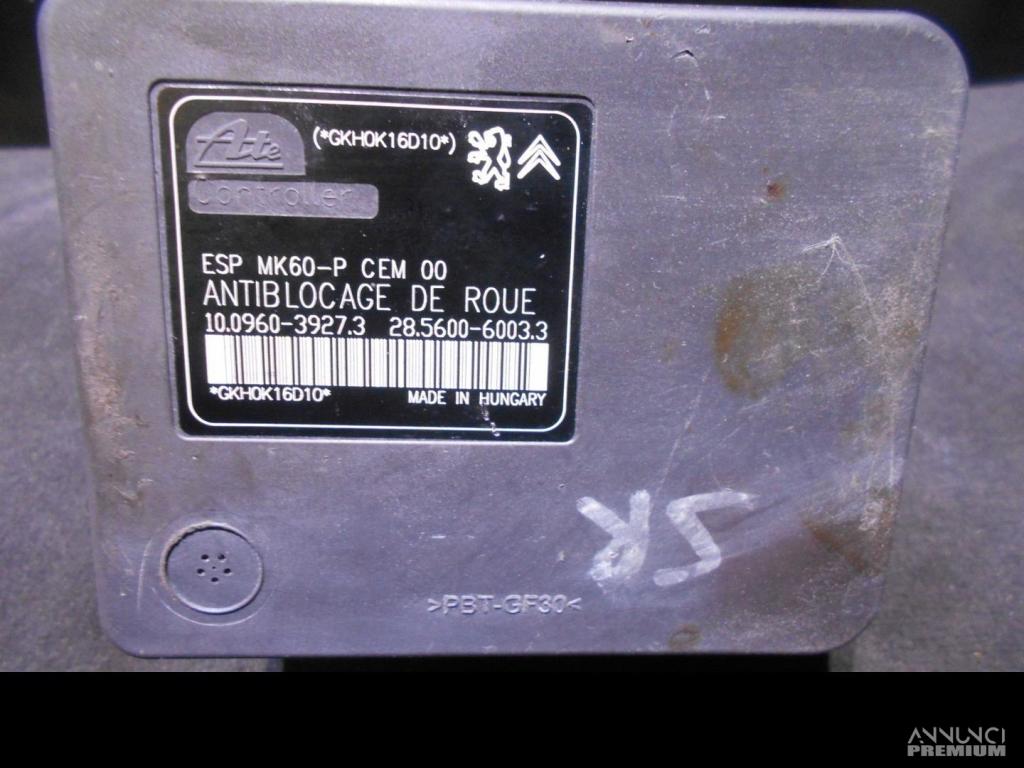 Ate
(*GKH0K16D10*)
Controller
ESP MK60-P CEM 00
ANTIBLOCAGE DE ROUE
10.0960-3927.3 28.5600-6003.3
*GKH0K16D10*
MADE IN HUNGARY
>PBT-GF30<
ANNUNCI
PREMIUM